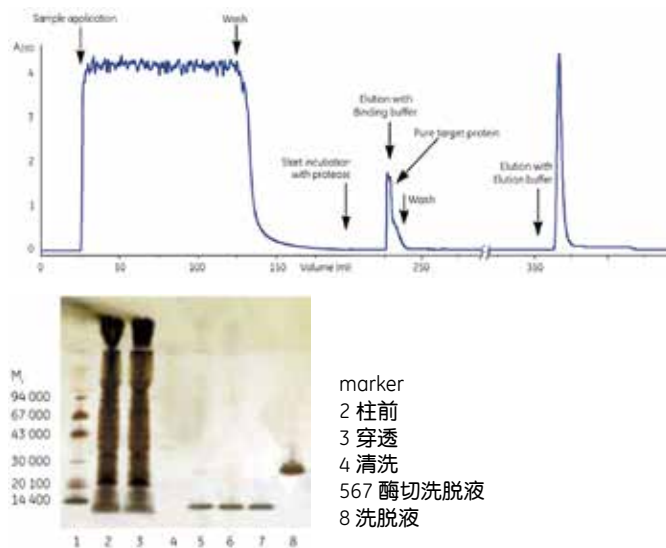 Sample application
Wash
A280
4
3
2
1
0
Elution with
Binding buffer
Pure target protein
Start incubation
with protease
Wash
Elution with
Elution buffer
0 50 100 150 Volume (ml) 250 350
Mr
94 000
67 000
43 000
30 000
20 100
14 400
1 2 3 4 5 6 7 8
marker
2 柱前
3 穿透
4 清洗
567 酶切洗脱液
8 洗脱液